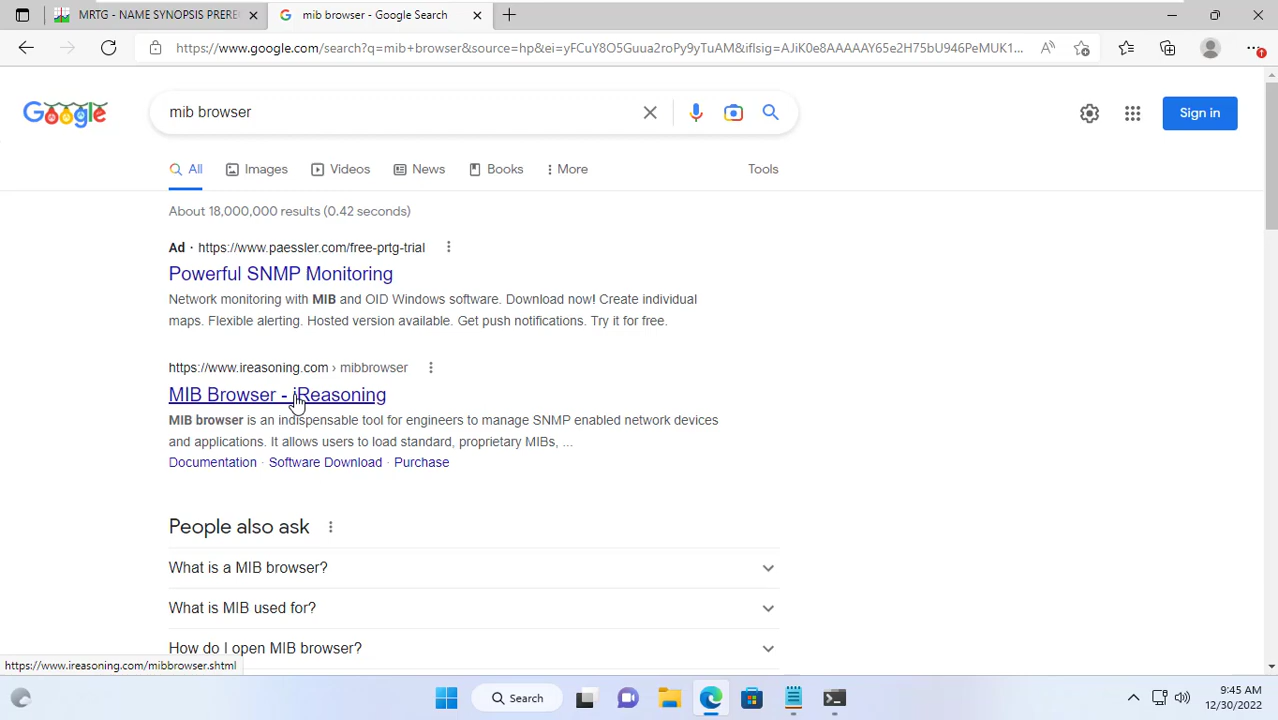 MRTG - NAME SYNOPSIS PRERE
mib browser - Google Search
https://www.google.com/search?q=mib+browser&source=hp&ei=yFCuY8O5Guua2roPy9yTuAM&iflsig=AJiK0e8AAAAAY65e2H75bU946PeMUK1...
Google
mib browser
Sign in
All
Images
Videos
News
Books
More
Tools
About 18,000,000 results (0.42 seconds)
Ad · https://www.paessler.com/free-prtg-trial
Powerful SNMP Monitoring
Network monitoring with MIB and OID Windows software. Download now! Create individual
maps. Flexible alerting. Hosted version available. Get push notifications. Try it for free.
https://www.ireasoning.com › mibbrowser
MIB Browser - iReasoning
MIB browser is an indispensable tool for engineers to manage SNMP enabled network devices
and applications. It allows users to load standard, proprietary MIBs, ...
Documentation · Software Download · Purchase
People also ask
What is a MIB browser?
What is MIB used for?
How do I open MIB browser?
https://www.ireasoning.com/mibbrowser.shtml
Search
9:45 AM
12/30/2022